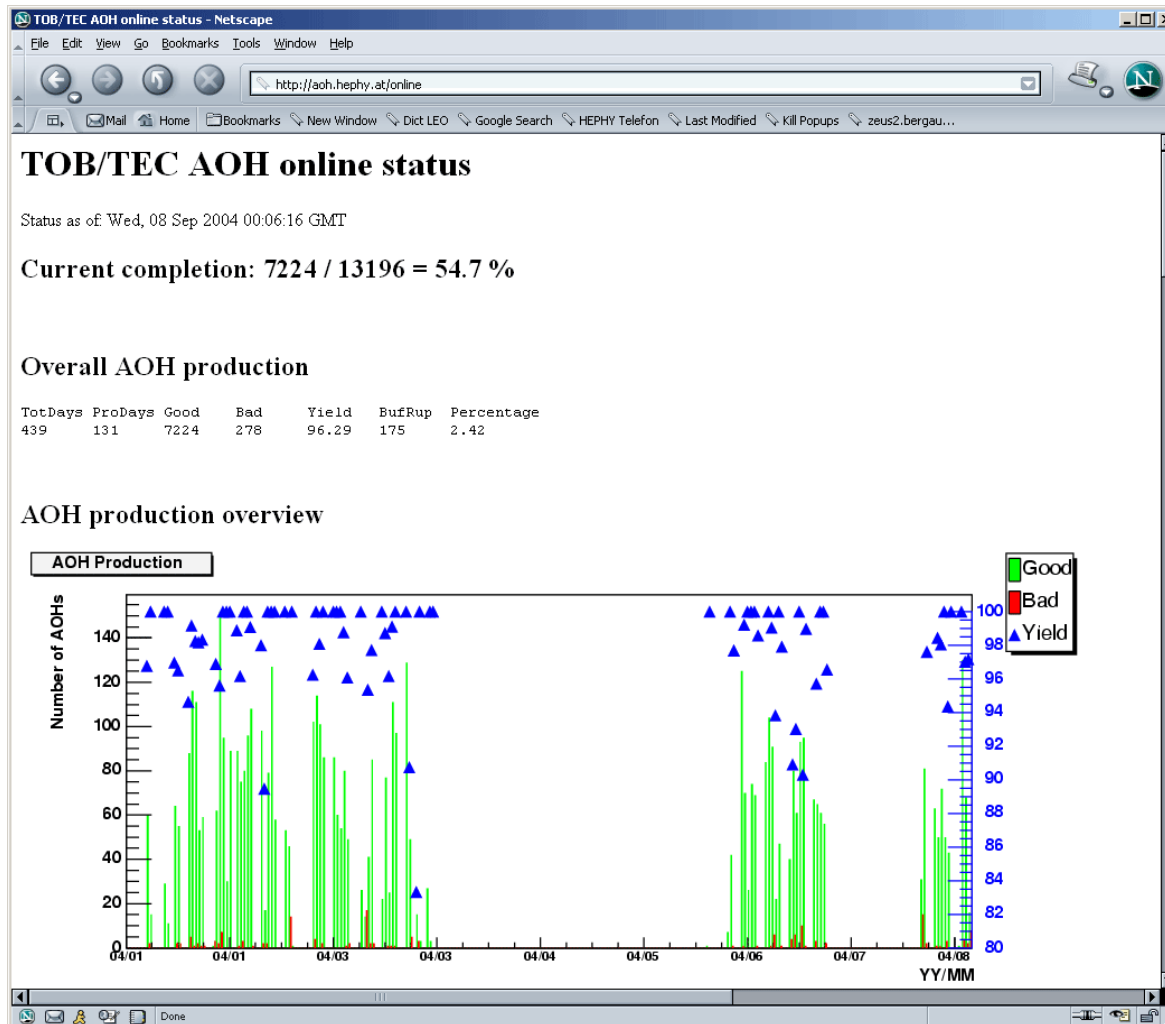 TOB/TEC AOH online status - Netscape
File Edit View Go Bookmarks Tools Window Help
http://aoh.hephy.at/online
N
Mail Home Bookmarks New Window Dict LEO Google Search HEPHY Telefon Last Modified Kill Popups zeus2.bergau...
TOB/TEC AOH online status
Status as of: Wed, 08 Sep 2004 00:06:16 GMT
Current completion: 7224 / 13196 = 54.7 %
Overall AOH production
TotDays ProDays Good Bad Yield BufRup Percentage
439 131 7224 278 96.29 175 2.42
AOH production overview
AOH Production
Good
Bad
Yield
Number of AOHs
140
120
100
80
60
40
20
0
100
98
96
94
92
90
88
86
84
82
80
04/01 04/01 04/03 04/03 04/04 04/05 04/06 04/07 04/08
YY/MM
Done